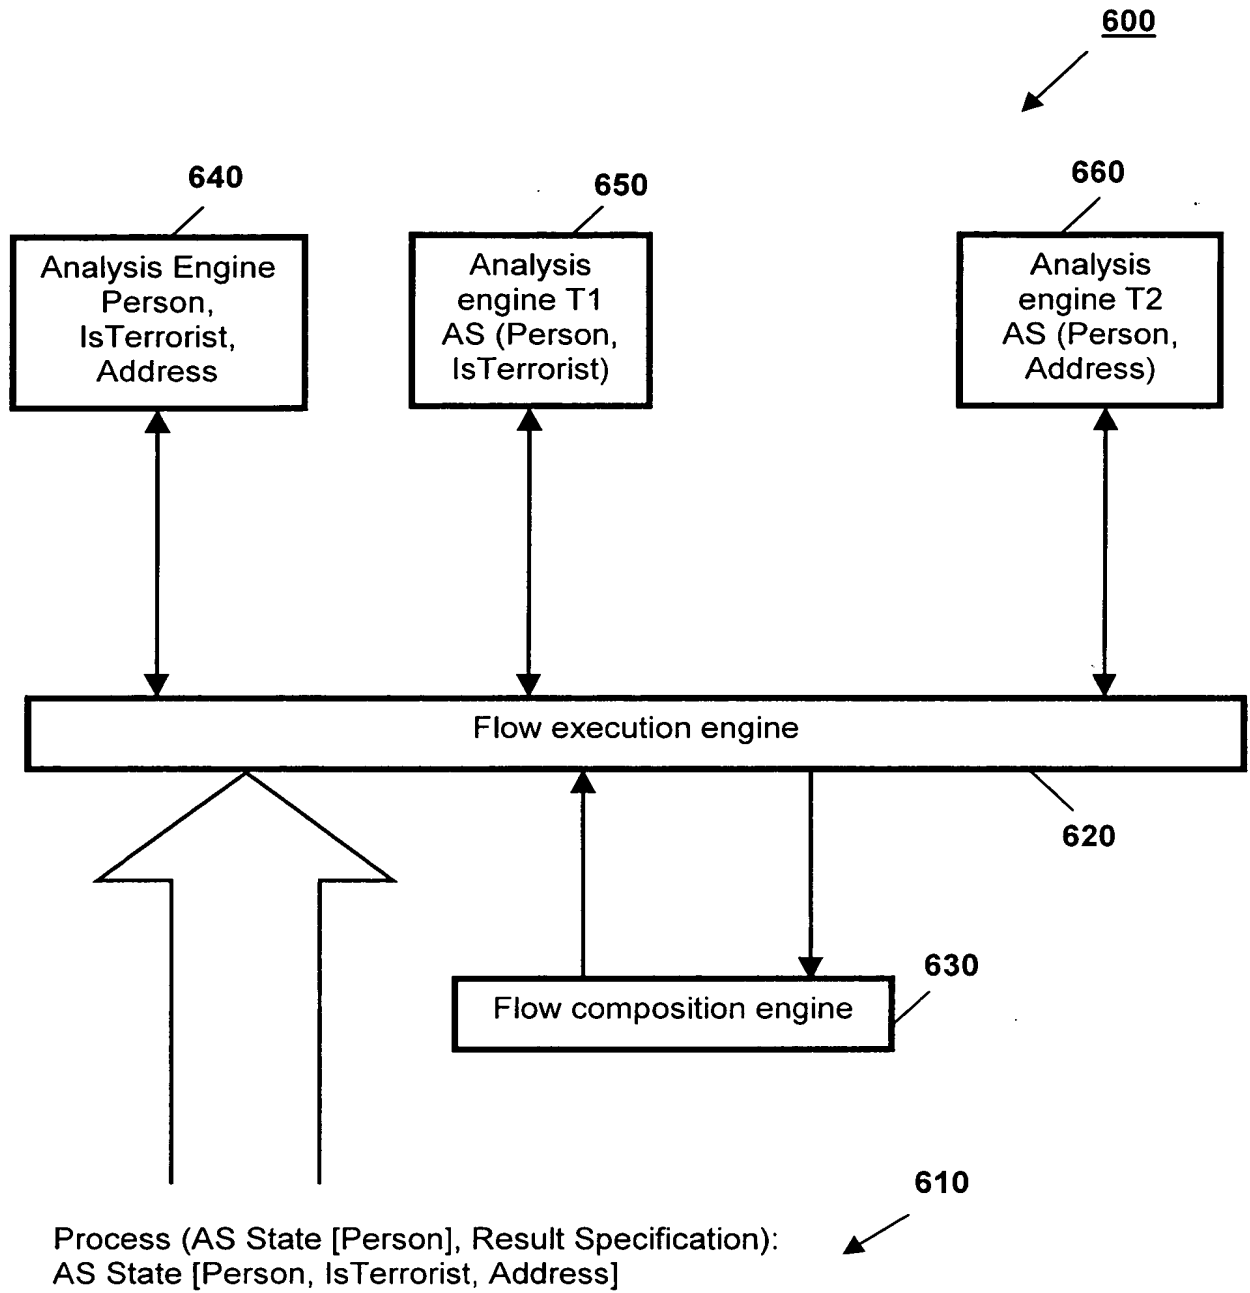 600
640
650
660
Analysis Engine
Person,
IsTerrorist,
Address
Analysis
engine T1
AS (Person,
IsTerrorist)
Analysis
engine T2
AS (Person,
Address)
Flow execution engine
620
630
Flow composition engine
610
Process (AS State [Person], Result Specification):
AS State [Person, IsTerrorist, Address]